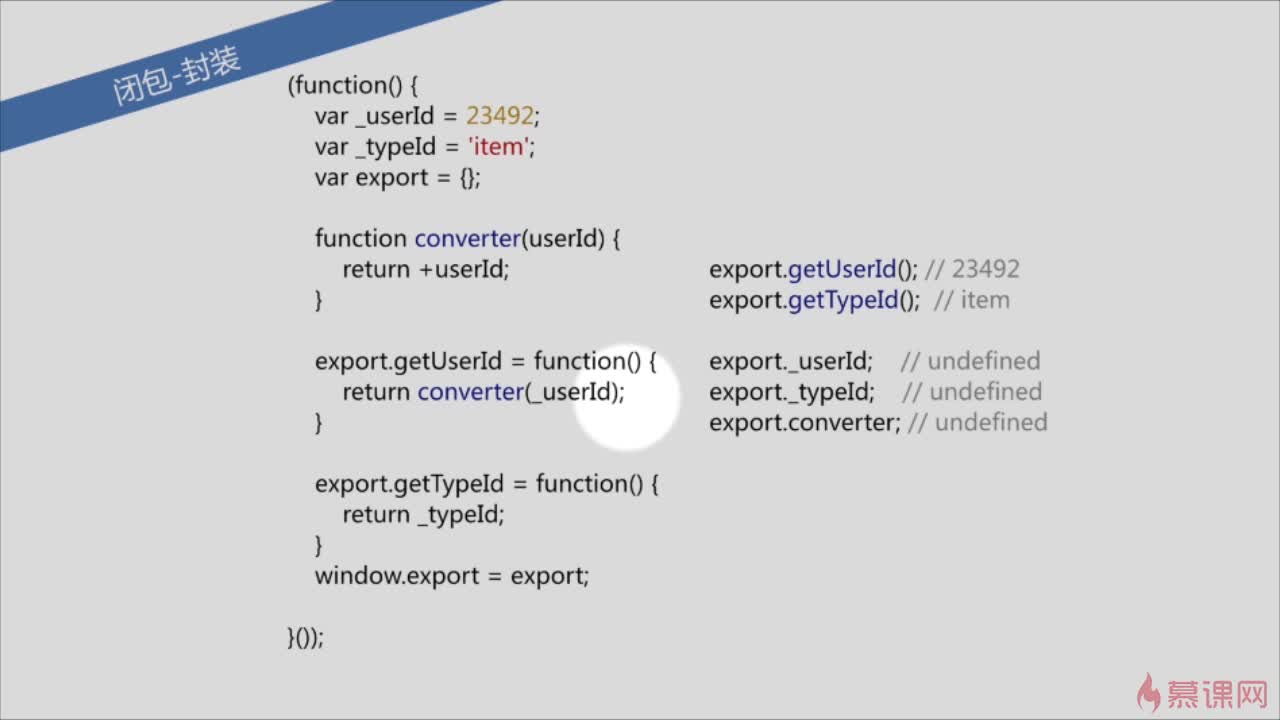 闭包-封装
(function() {
var _userId = 23492;
var _typeId = 'item';
var export = {};
function converter(userId) {
return +userId;
}
export.getUserId = function() {
return converter(_userId);
}
export.getTypeId = function() {
return _typeId;
}
window.export = export;
}());
export.getUserId(); // 23492
export.getTypeId(); // item
export._userId; // undefined
export._typeId; // undefined
export.converter; // undefined
慕课网